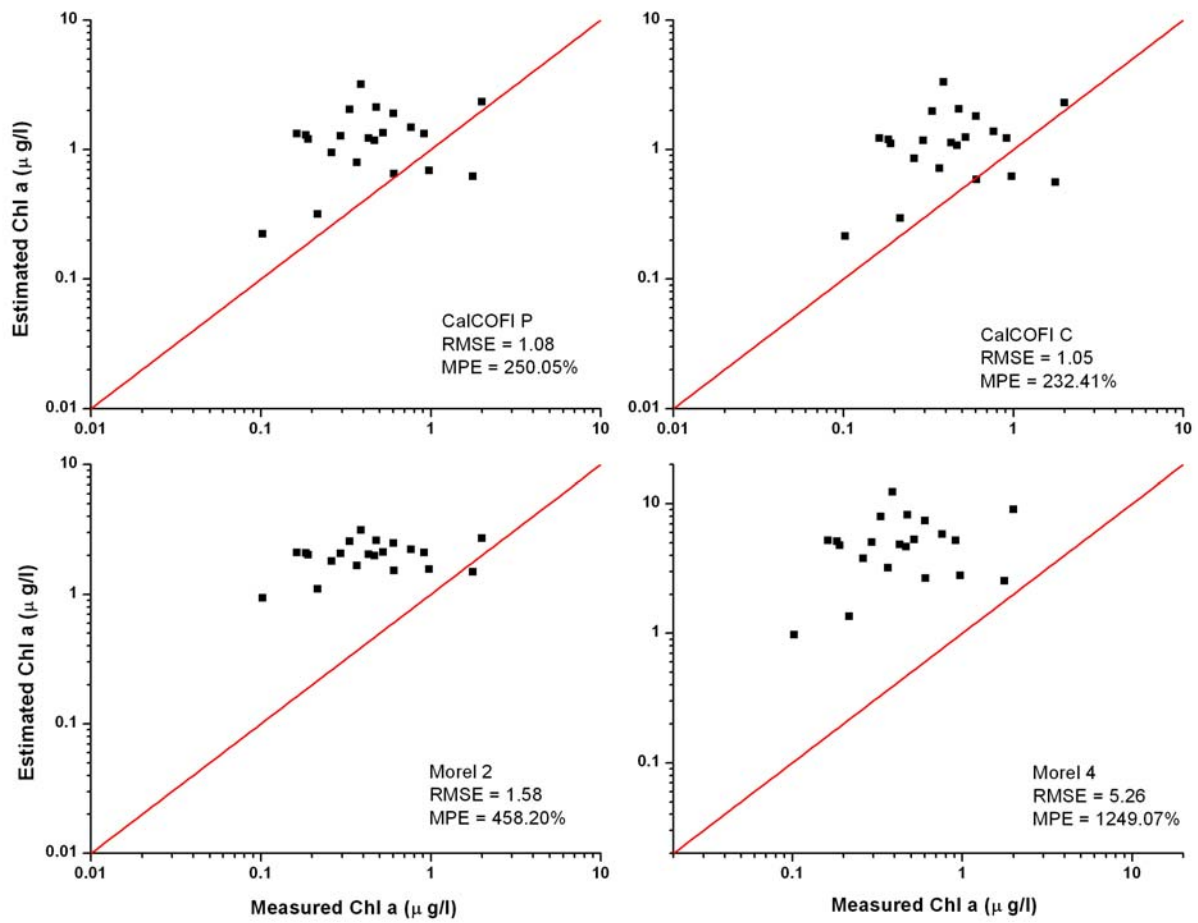 10
1
0.1
0.01
Estimated Chl a (μ g/l)
CalCOFI P
RMSE = 1.08
MPE = 250.05%
0.01 0.1 1 10
10
1
0.1
0.01
CalCOFI C
RMSE = 1.05
MPE = 232.41%
0.01 0.1 1 10
10
1
0.1
0.01
Estimated Chl a (μ g/l)
Morel 2
RMSE = 1.58
MPE = 458.20%
0.01 0.1 1 10
Measured Chl a (μ g/l)
10
1
0.1
Morel 4
RMSE = 5.26
MPE = 1249.07%
0.1 1 10
Measured Chl a (μ g/l)